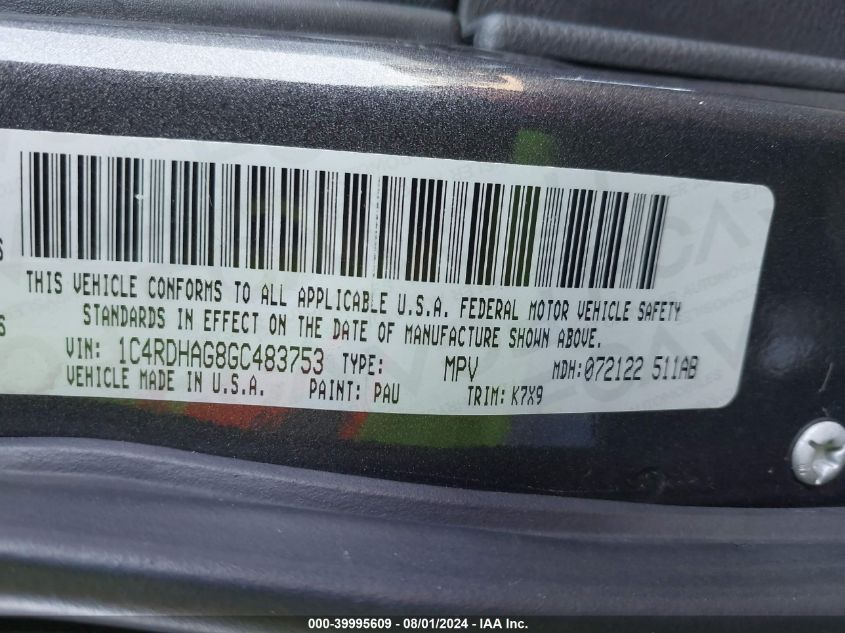 THIS VEHICLE CONFORMS TO ALL APPLICABLE U.S.A. FEDERAL MOTOR VEHICLE SAFETY
STANDARDS IN EFFECT ON THE DATE OF MANUFACTURE SHOWN ABOVE.
VIN: 1C4RDHAG8GC483753 TYPE: MPV MDH:072122 511AB
VEHICLE MADE IN U.S.A. PAINT: PAU TRIM: K7X9
000-39995609 - 08/01/2024 - IAA Inc.